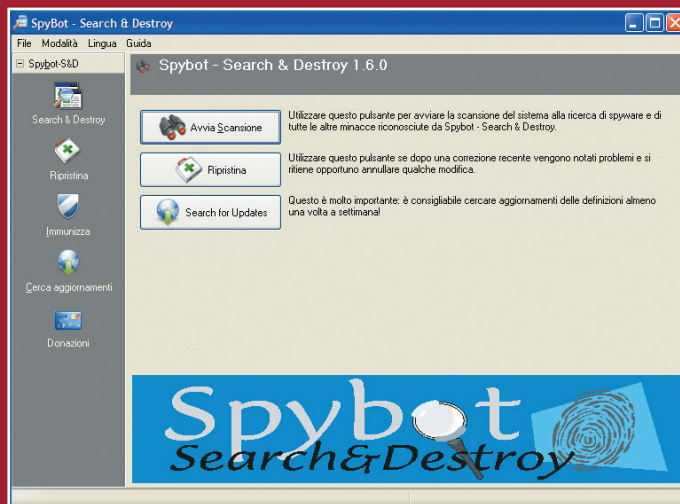 SpyBot - Search & Destroy
File Modalità Lingua Guida
Spybot-S&D
Search & Destroy
Ripristina
Immunizza
Cerca aggiornamenti
Donazioni
Spybot - Search & Destroy 1.6.0
Avvia Scansione
Utilizzare questo pulsante per avviare la scansione del sistema alla ricerca di spyware e di
tutte le altre minacce riconosciute da Spybot - Search & Destroy.
Ripristina
Utilizzare questo pulsante se dopo una correzione recente vengono notati problemi e si
ritiene opportuno annullare qualche modifica.
Search for Updates
Questo è molto importante: è consigliabile cercare aggiornamenti delle definizioni almeno
una volta a settimana!
Spybot
Search&Destroy